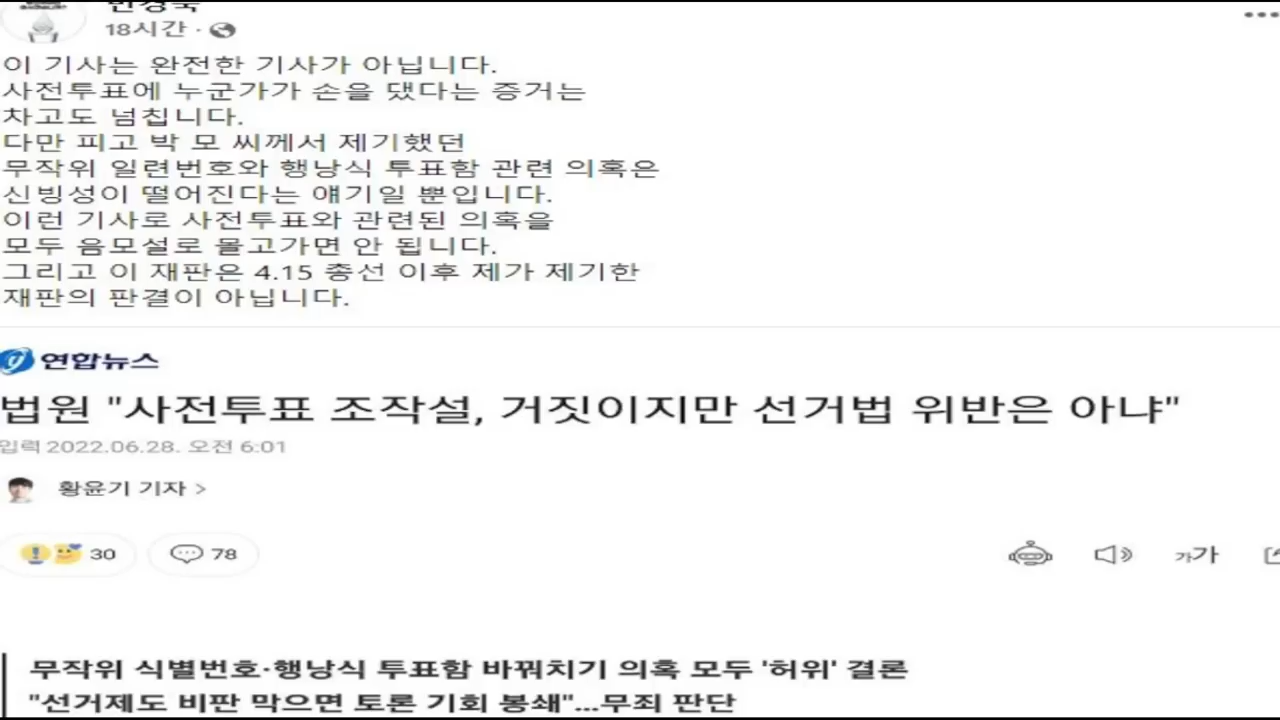 민경욱
18시간 ·
이 기사는 완전한 기사가 아닙니다.
사전투표에 누군가가 손을 댔다는 증거는
차고도 넘칩니다.
다만 피고 박 모 씨께서 제기했던
무작위 일련번호와 행낭식 투표함 관련 의혹은
신빙성이 떨어진다는 얘기일 뿐입니다.
이런 기사로 사전투표와 관련된 의혹을
모두 음모설로 몰고가면 안 됩니다.
그리고 이 재판은 4.15 총선 이후 제가 제기한
재판의 판결이 아닙니다.
연합뉴스
법원 "사전투표 조작설, 거짓이지만 선거법 위반은 아냐"
입력 2022.06.28. 오전 6:01
황윤기 기자 >
30 78 가가
무작위 식별번호·행낭식 투표함 바꿔치기 의혹 모두 '허위' 결론
"선거제도 비판 막으면 토론 기회 봉쇄"...무죄 판단